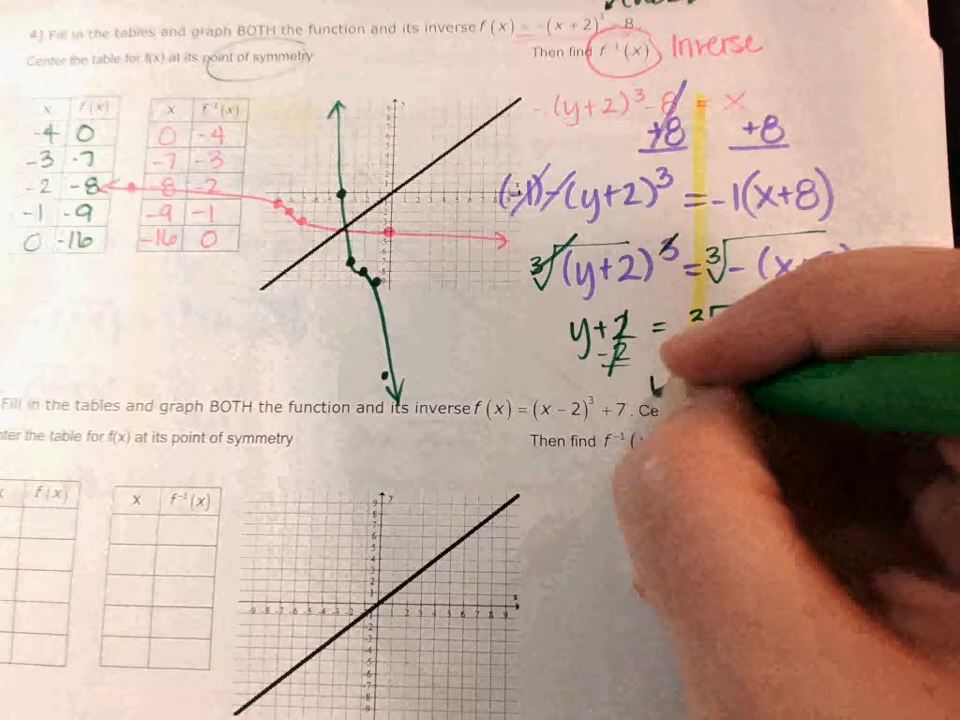 4) Fill in the tables and graph BOTH the function and its inverse f(x) = -(x + 2)³ - 8
Center the table for f(x) at its point of symmetry
Then find f⁻¹(x) Inverse
x f(x)
-4 0
-3 -7
-2 -8
-1 -9
0 -16
x f⁻¹(x)
0 -4
-7 -3
-8 -2
-9 -1
-16 0
y
-(y+2)³ - 8 = x
+8 +8
(-1) -(y+2)³ = -1(x+8)
∛(y+2)³ = ∛-(x
y+2 =
-2
Fill in the tables and graph BOTH the function and its inverse f(x) = (x - 2)³ + 7. Ce
ter the table for f(x) at its point of symmetry
Then find f⁻¹(
x f(x)
x f⁻¹(x)
y
x